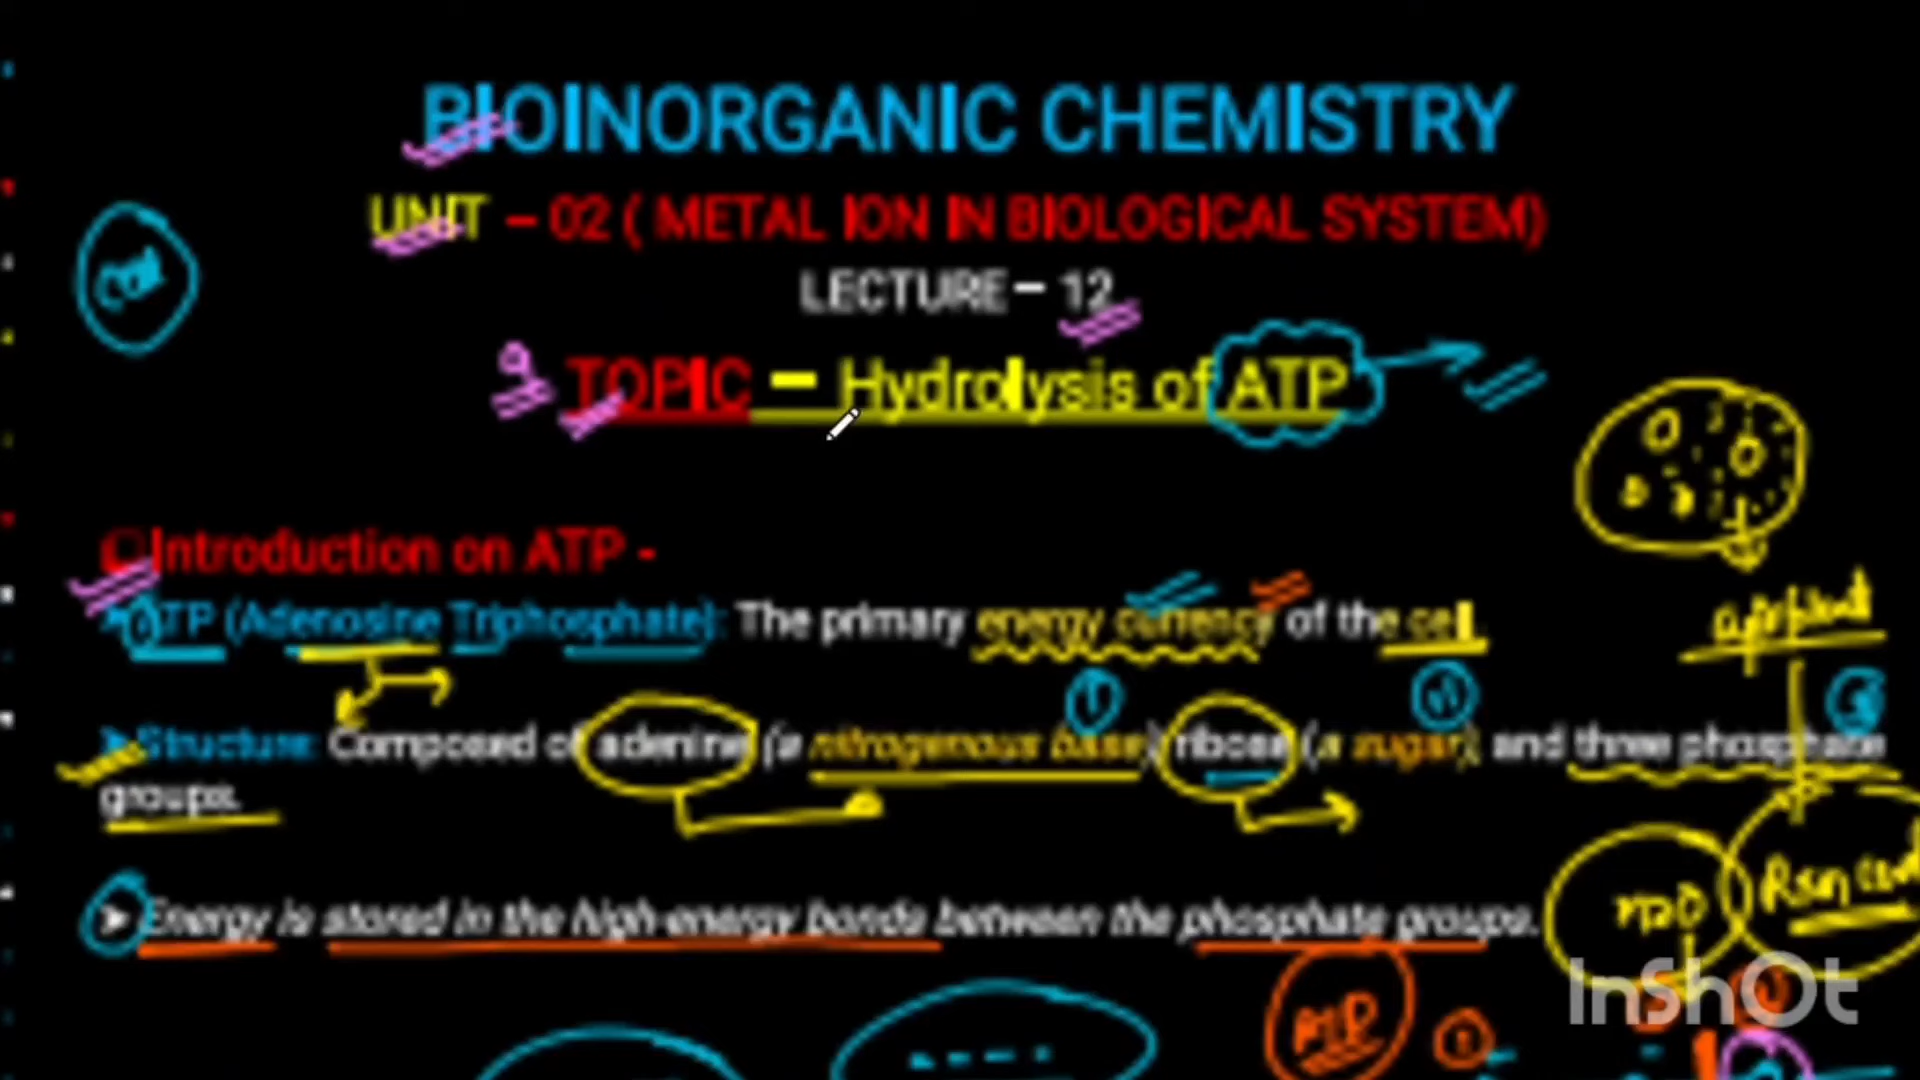 BIOINORGANIC CHEMISTRY
UNIT – 02 ( METAL ION IN BIOLOGICAL SYSTEM)
LECTURE – 12
TOPIC – Hydrolysis of ATP
Introduction on ATP -
ATP (Adenosine Triphosphate): The primary energy currency of the cell.
➤Structure: Composed of adenine (a nitrogenous base), ribose (a sugar), and three phosphate
groups.
➤Energy is stored in the high-energy bonds between the phosphate groups.
ATP
InShOt